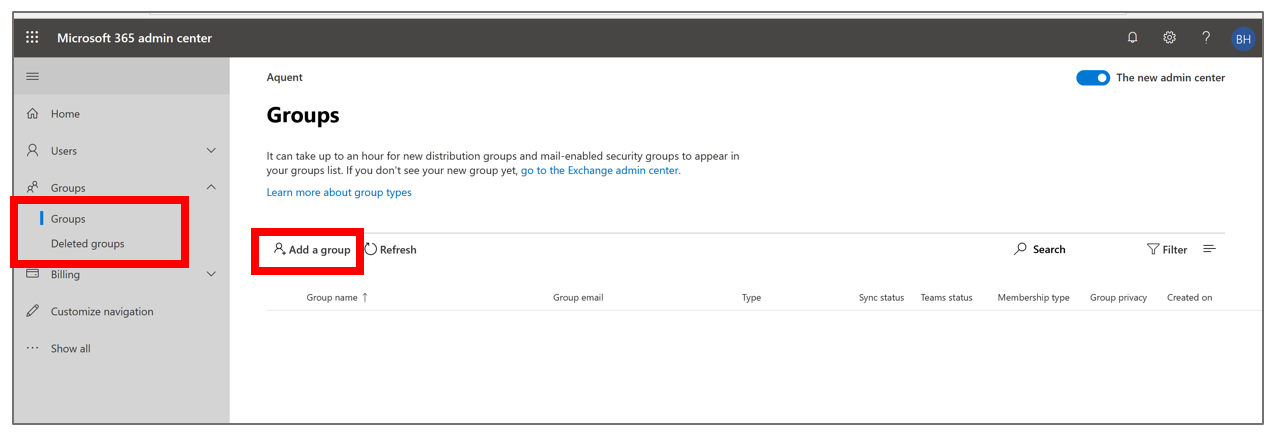 Microsoft 365 admin center
BH
Aquent
The new admin center
Home
Users
Groups
Groups
Deleted groups
Billing
Customize navigation
Show all
Groups
It can take up to an hour for new distribution groups and mail-enabled security groups to appear in
your groups list. If you don't see your new group yet, go to the Exchange admin center.
Learn more about group types
Add a group Refresh Search Filter
Group name ↑ Group email Type Sync status Teams status Membership type Group privacy Created on